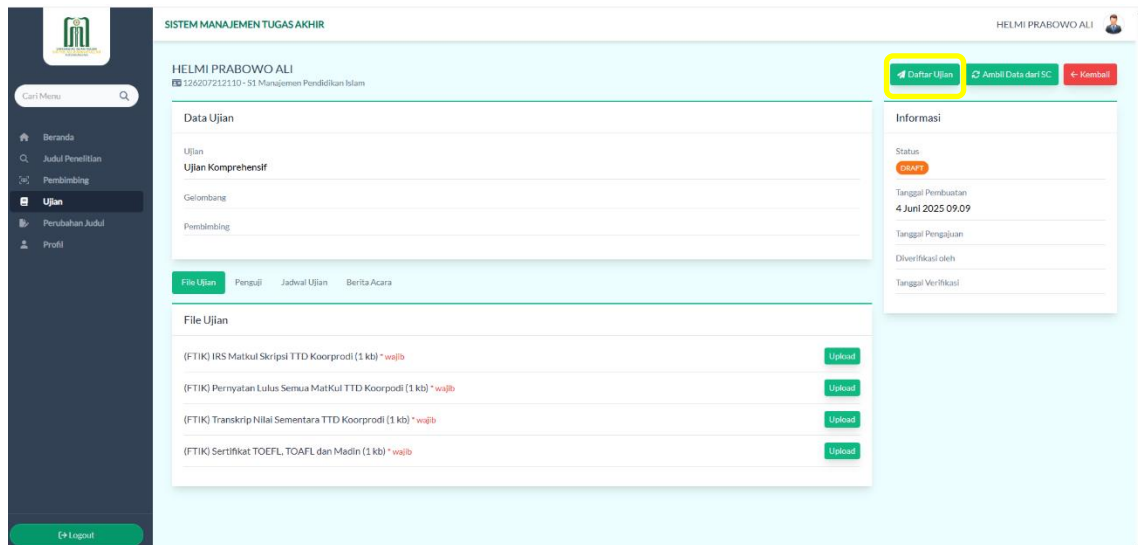 SISTEM MANAJEMEN TUGAS AKHIR
HELMI PRABOWO ALI
Cari Menu
Beranda
Judul Penelitian
Pembimbing
Ujian
Perubahan Judul
Profil
Logout
HELMI PRABOWO ALI
126207212110 - S1 Manajemen Pendidikan Islam
Daftar Ujian
Ambil Data dari SC
← Kembali
Data Ujian
Ujian
Ujian Komprehensif
Gelombang
Pembimbing
Informasi
Status
DRAFT
Tanggal Pembuatan
4 Juni 2025 09.09
Tanggal Pengajuan
Diverifikasi oleh
Tanggal Verifikasi
File Ujian
Penguji
Jadwal Ujian
Berita Acara
File Ujian
(FTIK) IRS Matkul Skripsi TTD Koorprodi (1 kb) * wajib
Upload
(FTIK) Pernyatan Lulus Semua MatKul TTD Koorpodi (1 kb) * wajib
Upload
(FTIK) Transkrip Nilai Sementara TTD Koorprodi (1 kb) * wajib
Upload
(FTIK) Sertifikat TOEFL, TOAFL dan Madin (1 kb) * wajib
Upload